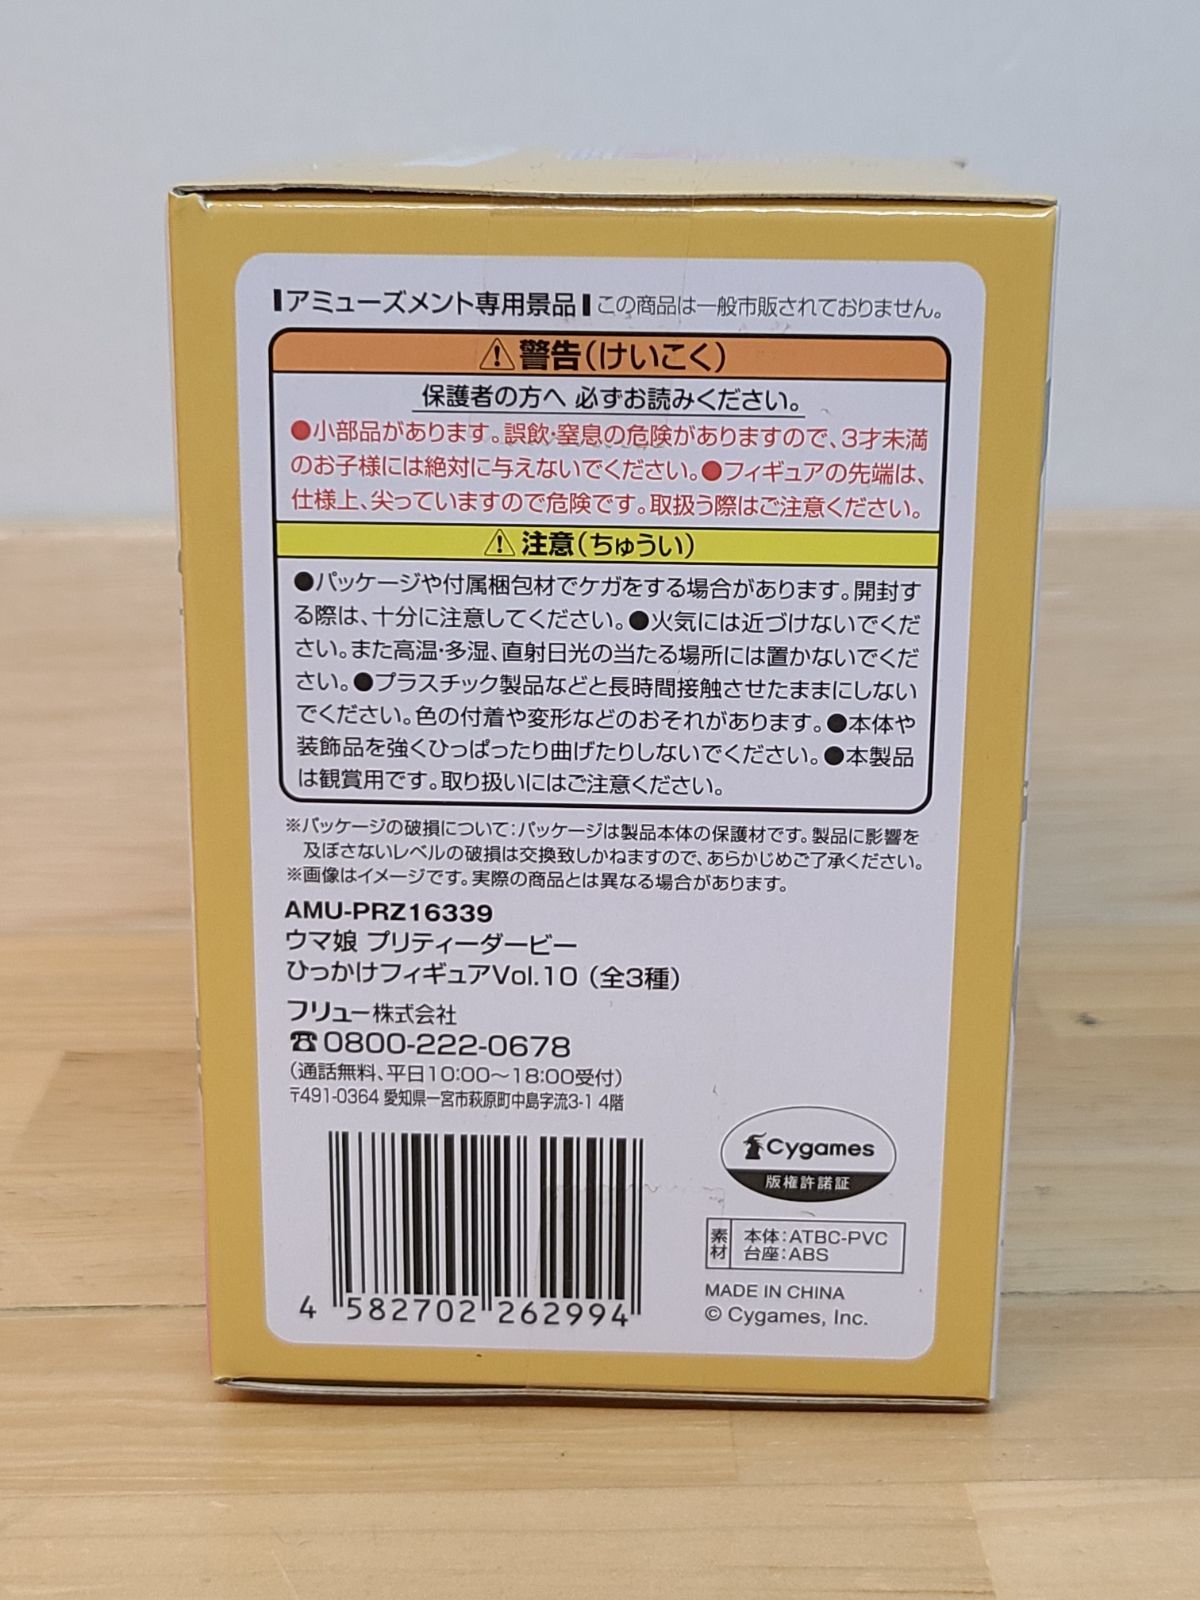 アミューズメント専用景品 この商品は一般市販されておりません。
⚠警告(けいこく)
保護者の方へ 必ずお読みください。
●小部品があります。誤飲・窒息の危険がありますので、3才未満
のお子様には絶対に与えないでください。●フィギュアの先端は、
仕様上、尖っていますので危険です。取扱う際はご注意ください。
⚠注意(ちゅうい)
●パッケージや付属梱包材でケガをする場合があります。開封す
る際は、十分に注意してください。●火気には近づけないでくだ
さい。また高温・多湿、直射日光の当たる場所には置かないでくだ
さい。●プラスチック製品などと長時間接触させたままにしない
でください。色の付着や変形などのおそれがあります。●本体や
装飾品を強くひっぱったり曲げたりしないでください。●本製品
は観賞用です。取り扱いにはご注意ください。
※パッケージの破損について:パッケージは製品本体の保護材です。製品に影響を
及ぼさないレベルの破損は交換致しかねますので、あらかじめご了承ください。
※画像はイメージです。実際の商品とは異なる場合があります。
AMU-PRZ16339
ウマ娘 プリティーダービー
ひっかけフィギュアVol.10(全3種)
フリュー株式会社
☎0800-222-0678
(通話無料、平日10:00〜18:00受付)
〒491-0364 愛知県一宮市萩原町中島字流3-1 4階
Cygames
版権許諾証
素材 本体:ATBC-PVC
台座:ABS
MADE IN CHINA
© Cygames, Inc.
4 582702 262994